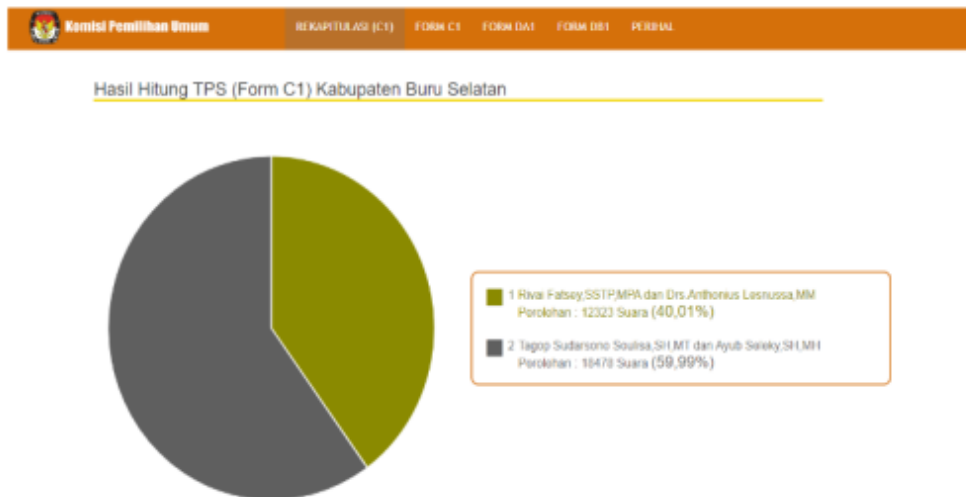 Komisi Pemilihan Umum
REKAPITULASI (C1) FORM C1 FORM DA1 FORM DB1 PERIHAL
Hasil Hitung TPS (Form C1) Kabupaten Buru Selatan
1 Rivai Fatsey,SSTP,MPA dan Drs.Anthonius Lesnussa,MM
Perolehan : 12323 Suara (40,01%)
2 Tagop Sudarsono Soulisa,SH,MT dan Ayub Seleky,SH,MH
Perolehan : 18478 Suara (59,99%)